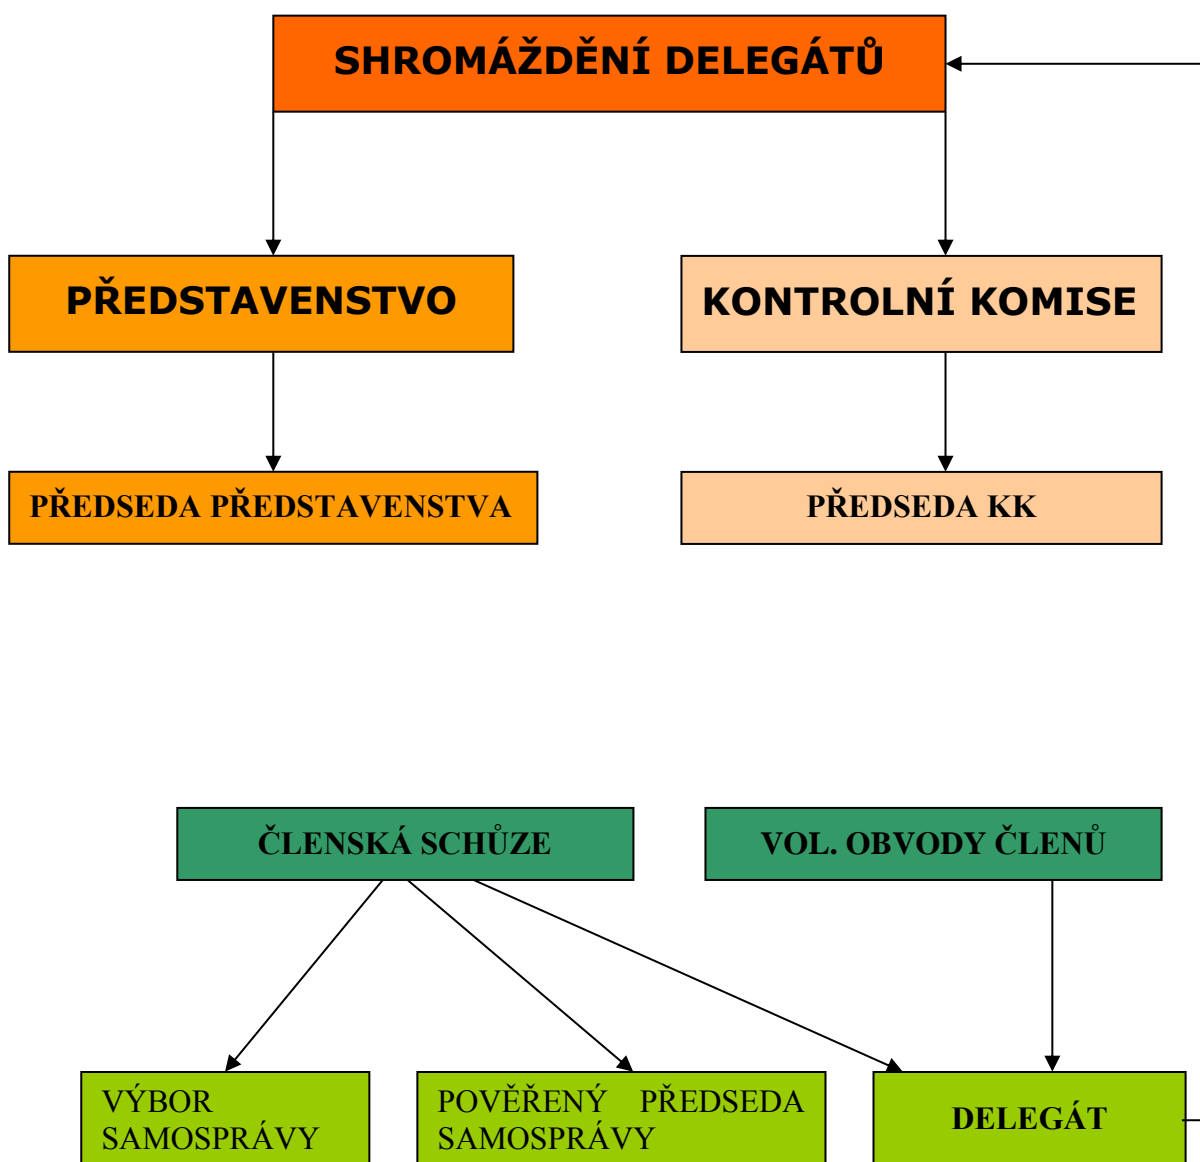 SHROMÁŽDĚNÍ DELEGÁTŮ
PŘEDSTAVENSTVO
KONTROLNÍ KOMISE
PŘEDSEDA PŘEDSTAVENSTVA
PŘEDSEDA KK
ČLENSKÁ SCHŮZE
VOL. OBVODY ČLENŮ
VÝBOR
SAMOSPRÁVY
POVĚŘENÝ PŘEDSEDA
SAMOSPRÁVY
DELEGÁT